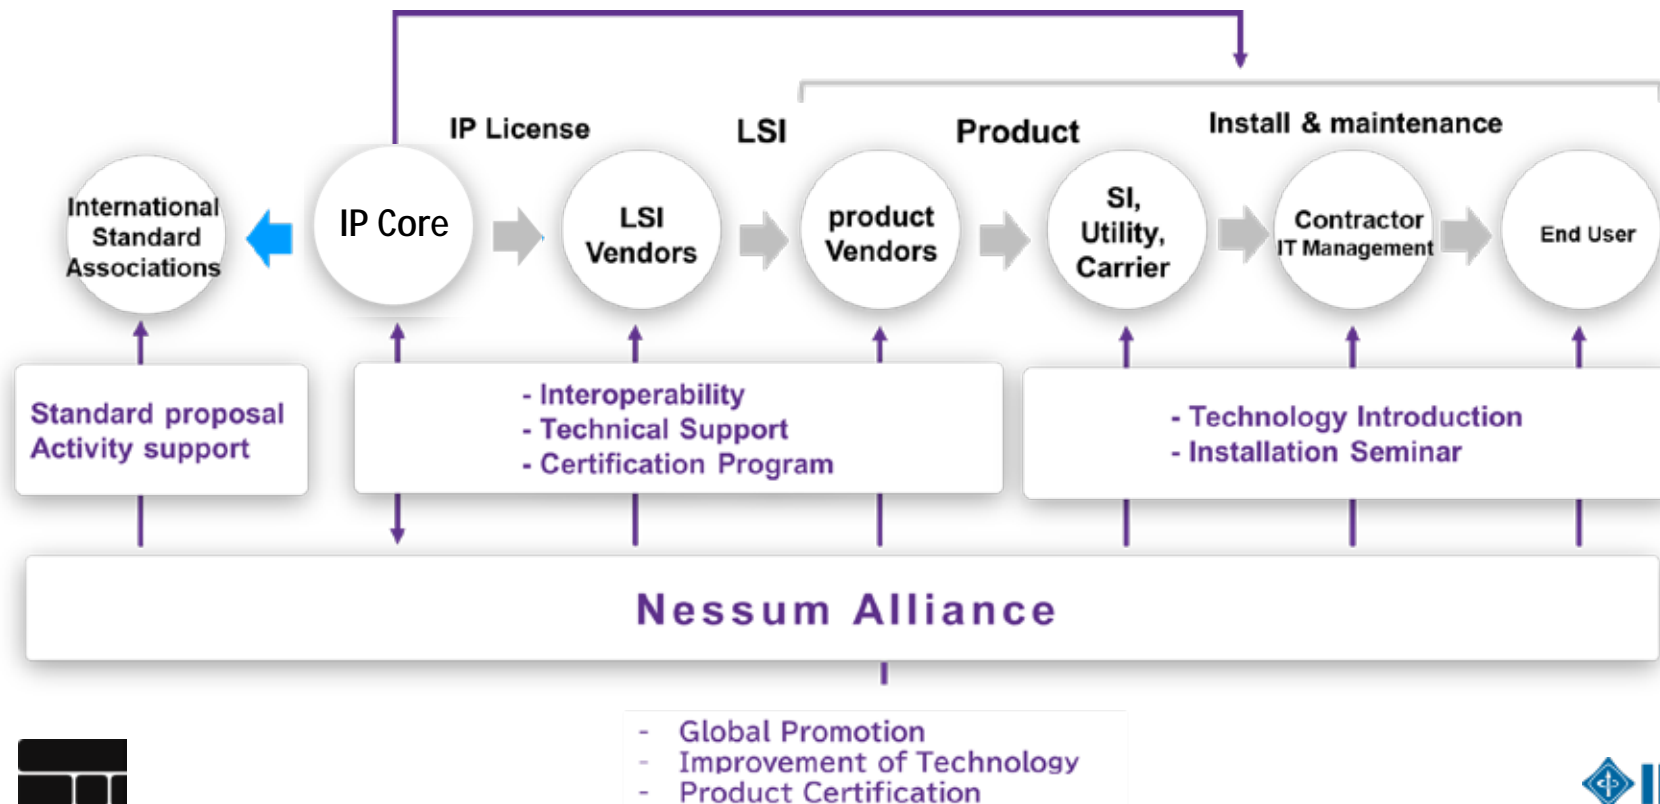 IP License
LSI
Product
Install & maintenance
International
Standard
Associations
IP Core
LSI
Vendors
product
Vendors
SI,
Utility,
Carrier
Contractor
IT Management
End User
Standard proposal
Activity support
- Interoperability
- Technical Support
- Certification Program
- Technology Introduction
- Installation Seminar
Nessum Alliance
- Global Promotion
- Improvement of Technology
- Product Certification